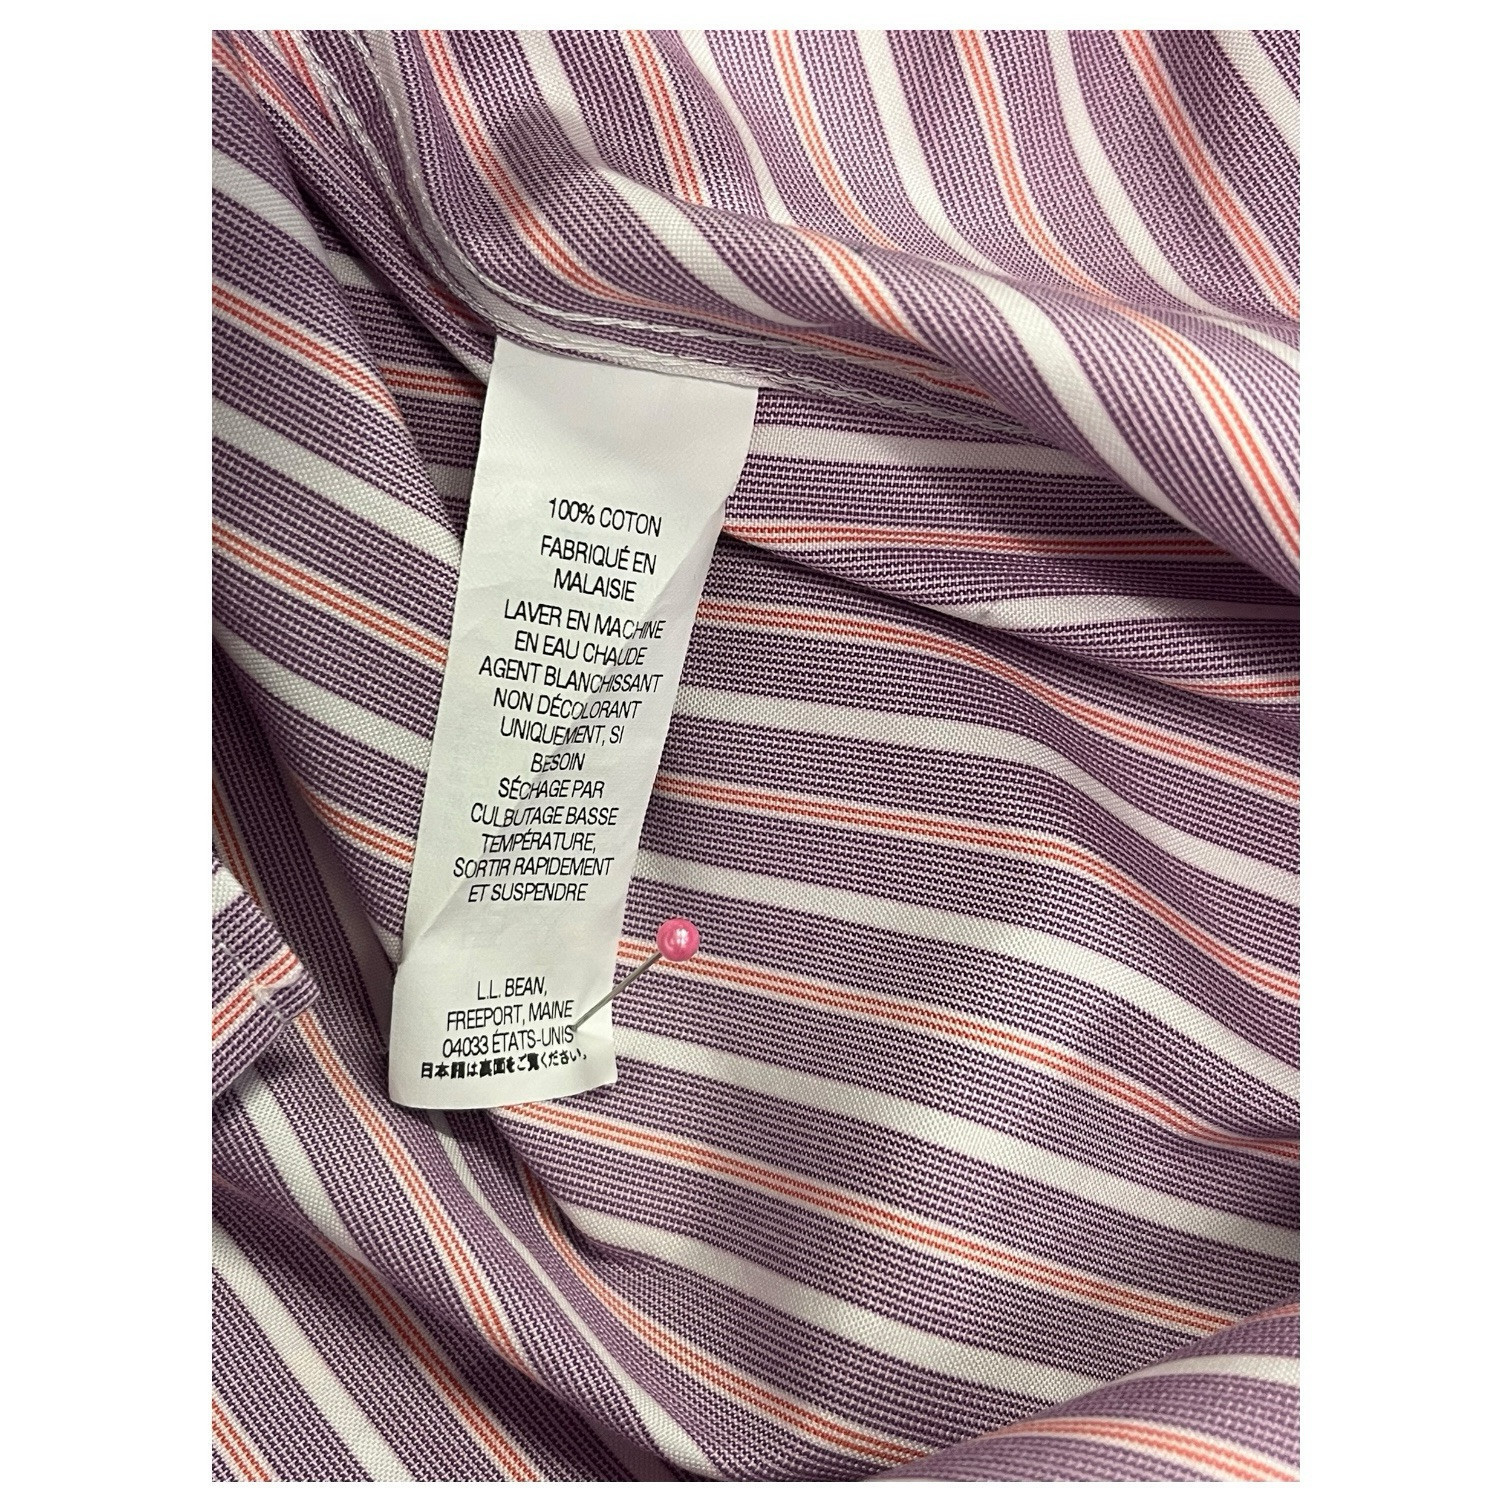 100% COTON
FABRIQUÉ EN
MALAISIE
LAVER EN MACHINE
EN EAU CHAUDE
AGENT BLANCHISSANT
NON DÉCOLORANT
UNIQUEMENT, SI
BESOIN
SÉCHAGE PAR
CULBUTAGE BASSE
TEMPÉRATURE,
SORTIR RAPIDEMENT
ET SUSPENDRE
L.L. BEAN,
FREEPORT, MAINE
04033 ÉTATS-UNIS
日本語は裏面をご覧ください。